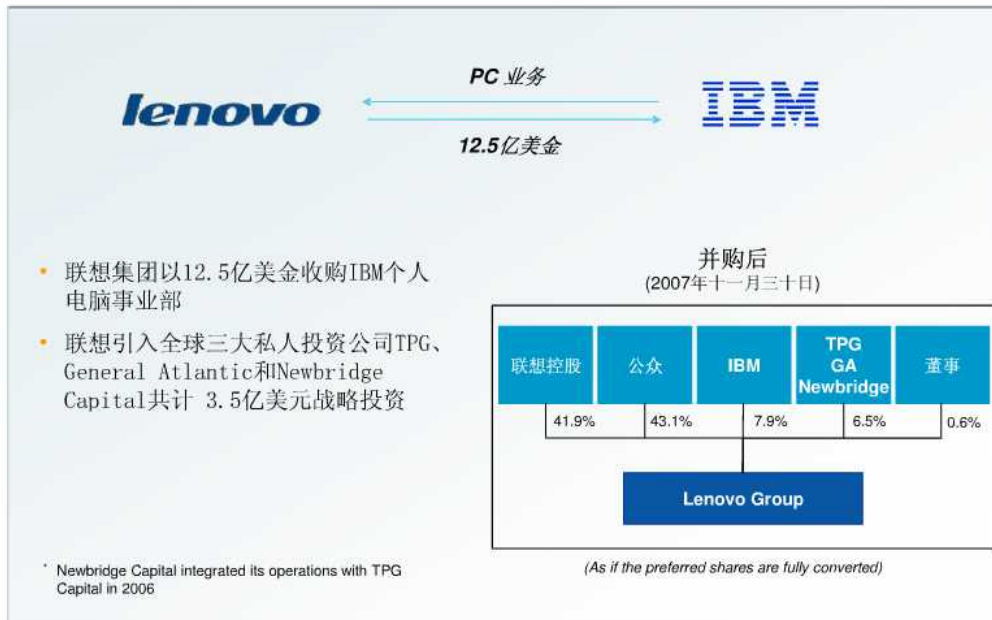 PC 业务
lenovo
IBM
12.5亿美金
• 联想集团以12.5亿美金收购IBM个人
电脑事业部
• 联想引入全球三大私人投资公司TPG、
General Atlantic和Newbridge
Capital共计 3.5亿美元战略投资
并购后
(2007年十一月三十日)
联想控股
公众
IBM
TPG
GA
Newbridge
董事
41.9%
43.1%
7.9%
6.5%
0.6%
Lenovo Group
(As if the preferred shares are fully converted)
* Newbridge Capital integrated its operations with TPG
Capital in 2006